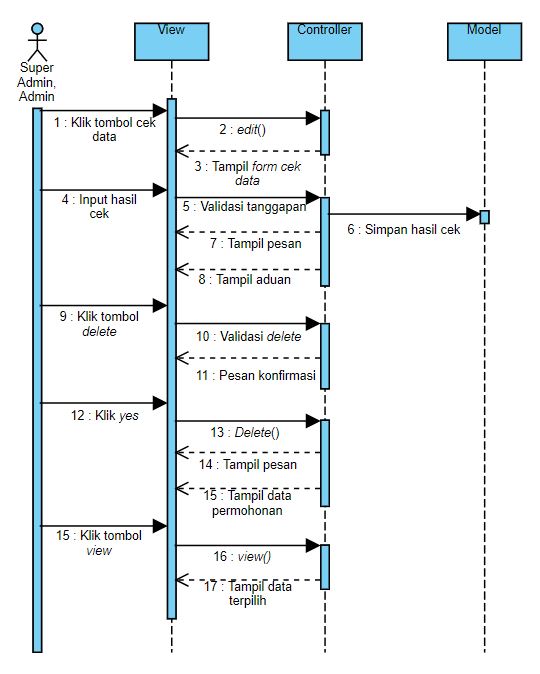 View
Controller
Model
Super
Admin,
Admin
1 : Klik tombol cek
data
2 : edit()
3 : Tampil form cek
data
4 : Input hasil
cek
5 : Validasi tanggapan
6 : Simpan hasil cek
7 : Tampil pesan
8 : Tampil aduan
9 : Klik tombol
delete
10 : Validasi delete
11 : Pesan konfirmasi
12 : Klik yes
13 : Delete()
14 : Tampil pesan
15 : Tampil data
permohonan
15 : Klik tombol
view
16 : view()
17 : Tampil data
terpilih